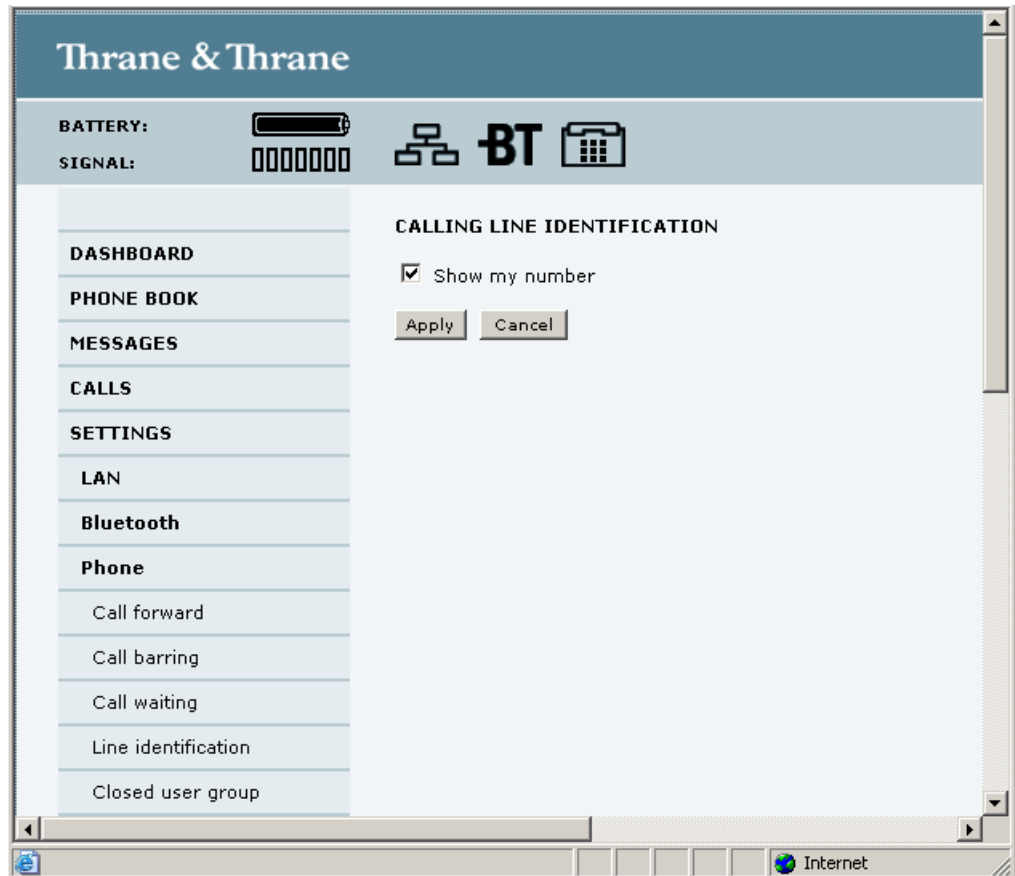 Thrane & Thrane
BATTERY:
SIGNAL:
BT
DASHBOARD
PHONE BOOK
MESSAGES
CALLS
SETTINGS
LAN
Bluetooth
Phone
Call forward
Call barring
Call waiting
Line identification
Closed user group
CALLING LINE IDENTIFICATION
Show my number
Apply Cancel
Internet